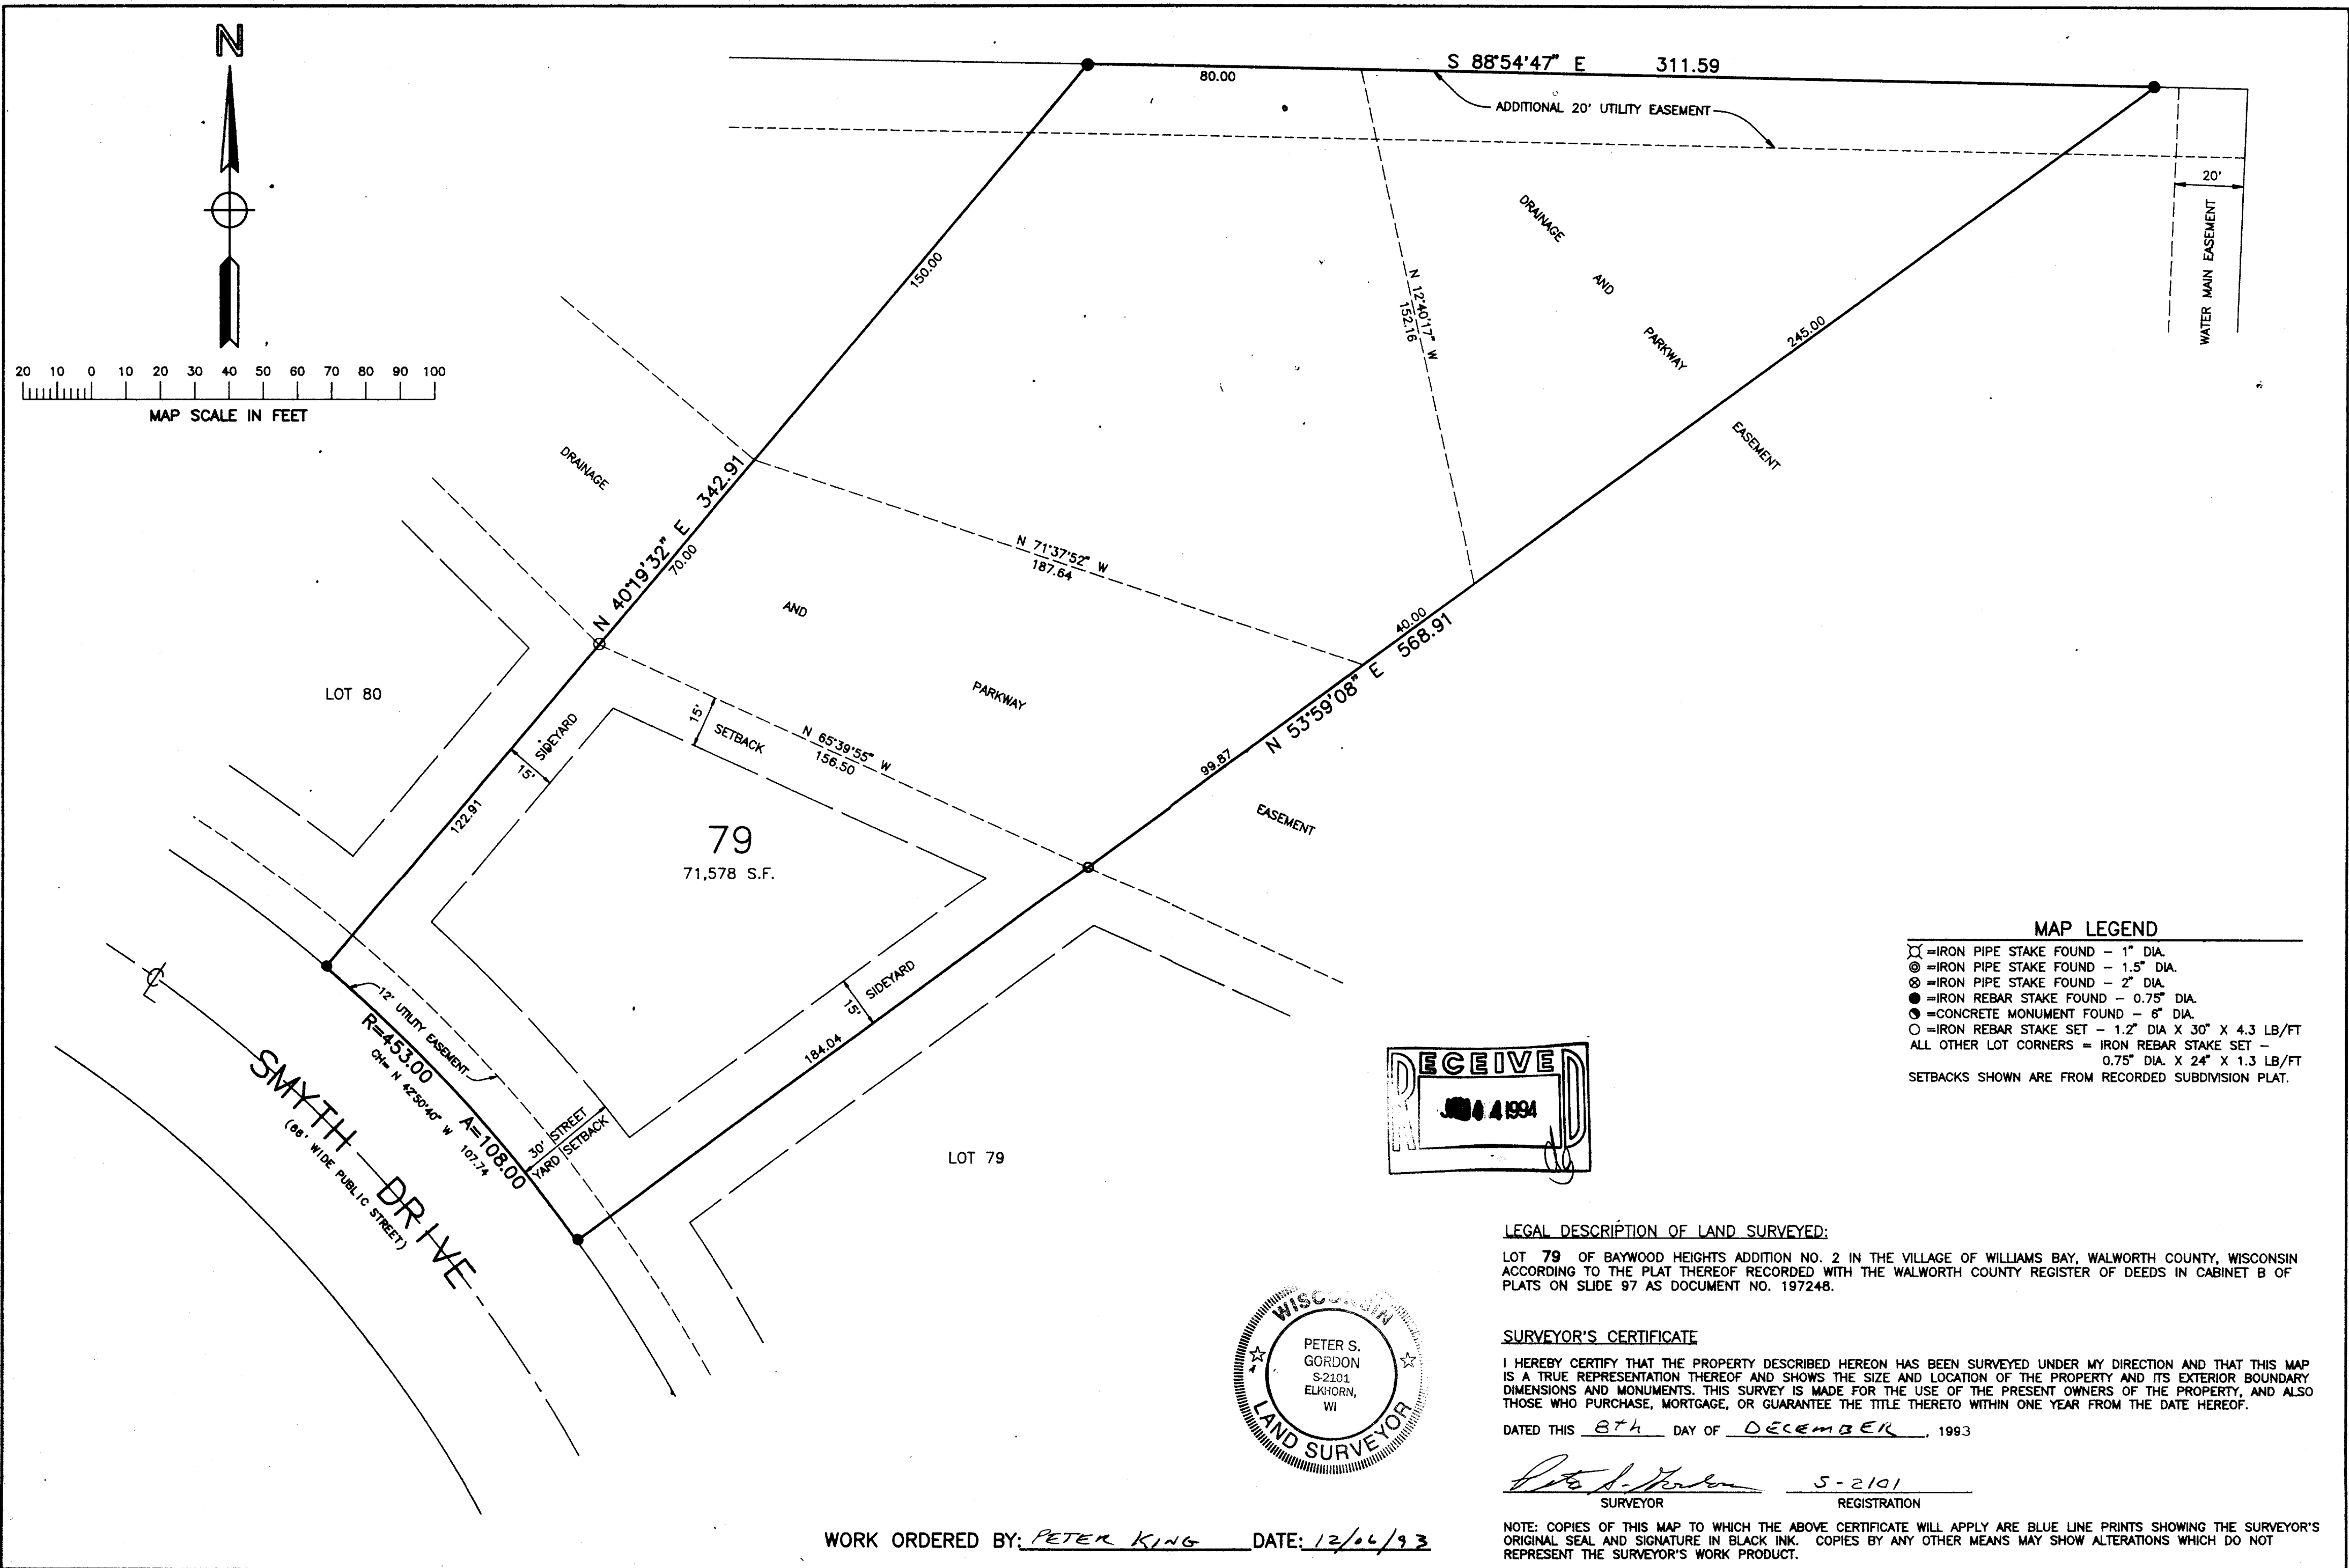 N
20 10 0 10 20 30 40 50 60 70 80 90 100
MAP SCALE IN FEET
S 88°54'47" E 311.59
80.00
ADDITIONAL 20' UTILITY EASEMENT
20'
WATER MAIN EASEMENT
DRAINAGE
AND
PARKWAY
EASEMENT
150.00
N 12°40'17" W
152.16
245.00
N 40°19'32" E 342.91
70.00
DRAINAGE
AND
PARKWAY
EASEMENT
N 71°37'52" W
187.64
40.00
N 53°59'08" E 568.91
99.87
LOT 80
SIDEYARD
15'
15'
SETBACK
N 65°39'55" W
156.50
122.91
79
71,578 S.F.
SIDEYARD
15'
184.04
12' UTILITY EASEMENT
R=453.00 A=108.00
CH= N 42°50'40" W 107.74
30' STREET
YARD SETBACK
SMYTH DRIVE
(66' WIDE PUBLIC STREET)
LOT 79
MAP LEGEND
=IRON PIPE STAKE FOUND - 1" DIA.
=IRON PIPE STAKE FOUND - 1.5" DIA.
=IRON PIPE STAKE FOUND - 2" DIA.
=IRON REBAR STAKE FOUND - 0.75" DIA.
=CONCRETE MONUMENT FOUND - 6" DIA.
=IRON REBAR STAKE SET - 1.2" DIA X 30" X 4.3 LB/FT
ALL OTHER LOT CORNERS = IRON REBAR STAKE SET -
0.75" DIA. X 24" X 1.3 LB/FT
SETBACKS SHOWN ARE FROM RECORDED SUBDIVISION PLAT.
RECEIVED
1994
LEGAL DESCRIPTION OF LAND SURVEYED:
LOT 79 OF BAYWOOD HEIGHTS ADDITION NO. 2 IN THE VILLAGE OF WILLIAMS BAY, WALWORTH COUNTY, WISCONSIN
ACCORDING TO THE PLAT THEREOF RECORDED WITH THE WALWORTH COUNTY REGISTER OF DEEDS IN CABINET B OF
PLATS ON SLIDE 97 AS DOCUMENT NO. 197248.
WISCONSIN
PETER S.
GORDON
S-2101
ELKHORN,
WI
LAND SURVEYOR
SURVEYOR'S CERTIFICATE
I HEREBY CERTIFY THAT THE PROPERTY DESCRIBED HEREON HAS BEEN SURVEYED UNDER MY DIRECTION AND THAT THIS MAP
IS A TRUE REPRESENTATION THEREOF AND SHOWS THE SIZE AND LOCATION OF THE PROPERTY AND ITS EXTERIOR BOUNDARY
DIMENSIONS AND MONUMENTS. THIS SURVEY IS MADE FOR THE USE OF THE PRESENT OWNERS OF THE PROPERTY, AND ALSO
THOSE WHO PURCHASE, MORTGAGE, OR GUARANTEE THE TITLE THERETO WITHIN ONE YEAR FROM THE DATE HEREOF.
DATED THIS 8th DAY OF DECEMBER, 1993
Peter S. Gordon S-2101
SURVEYOR REGISTRATION
WORK ORDERED BY: PETER KING DATE: 12/06/93
NOTE: COPIES OF THIS MAP TO WHICH THE ABOVE CERTIFICATE WILL APPLY ARE BLUE LINE PRINTS SHOWING THE SURVEYOR'S
ORIGINAL SEAL AND SIGNATURE IN BLACK INK. COPIES BY ANY OTHER MEANS MAY SHOW ALTERATIONS WHICH DO NOT
REPRESENT THE SURVEYOR'S WORK PRODUCT.